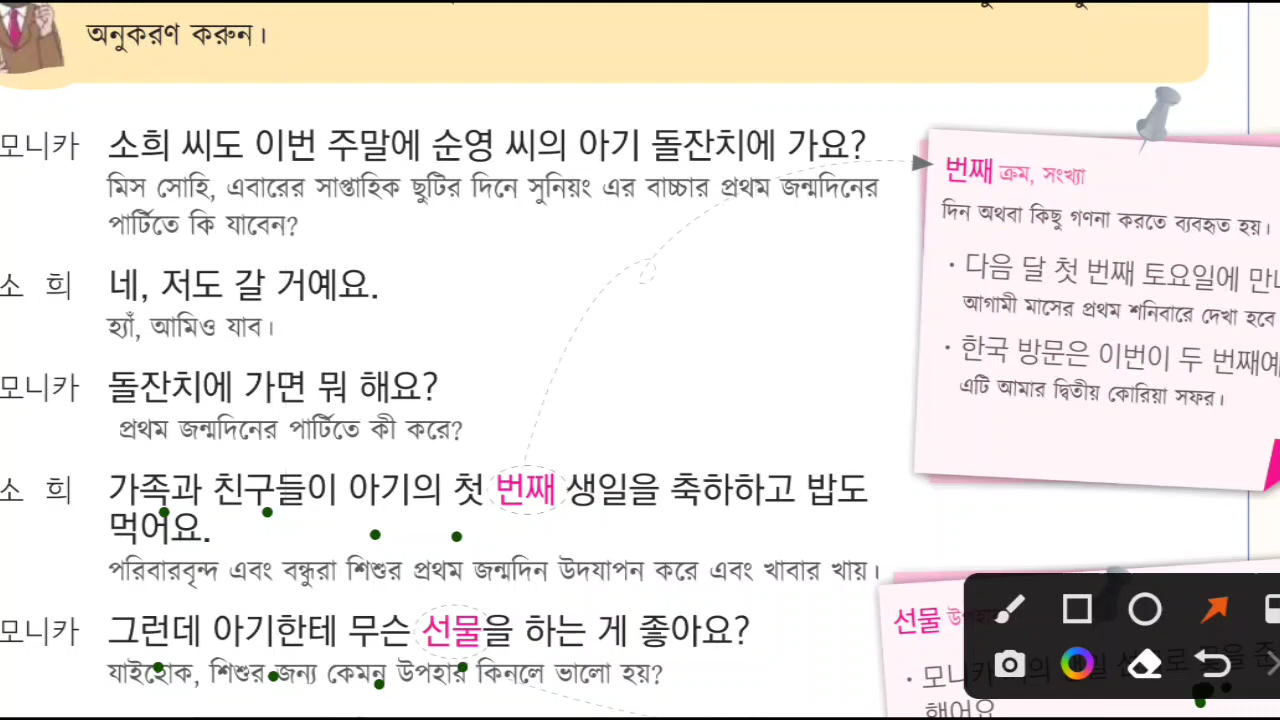 অনুকরণ করুন।
모니카 소희 씨도 이번 주말에 순영 씨의 아기 돌잔치에 가요?
মিস সোহি, এবারের সাপ্তাহিক ছুটির দিনে সুনিয়ং এর বাচ্চার প্রথম জন্মদিনের
পার্টিতে কি যাবেন?
소 희 네, 저도 갈 거예요.
হ্যাঁ, আমিও যাব।
모니카 돌잔치에 가면 뭐 해요?
প্রথম জন্মদিনের পার্টিতে কী করে?
소 희 가족과 친구들이 아기의 첫 번째 생일을 축하하고 밥도
먹어요.
পরিবারবৃন্দ এবং বন্ধুরা শিশুর প্রথম জন্মদিন উদযাপন করে এবং খাবার খায়।
모니카 그런데 아기한테 무슨 선물을 하는 게 좋아요?
যাইহোক, শিশুর জন্য কেমন উপহার কিনলে ভালো হয়?
번째 ক্রম, সংখ্যা
দিন অথবা কিছু গণনা করতে ব্যবহৃত হয়।
· 다음 달 첫 번째 토요일에
আগামী মাসের প্রথম শনিবারে দেখা হবে
· 한국 방문은 이번이 두 번째예
এটি আমার দ্বিতীয় কোরিয়া সফর।
선물
· 모니카
했어요